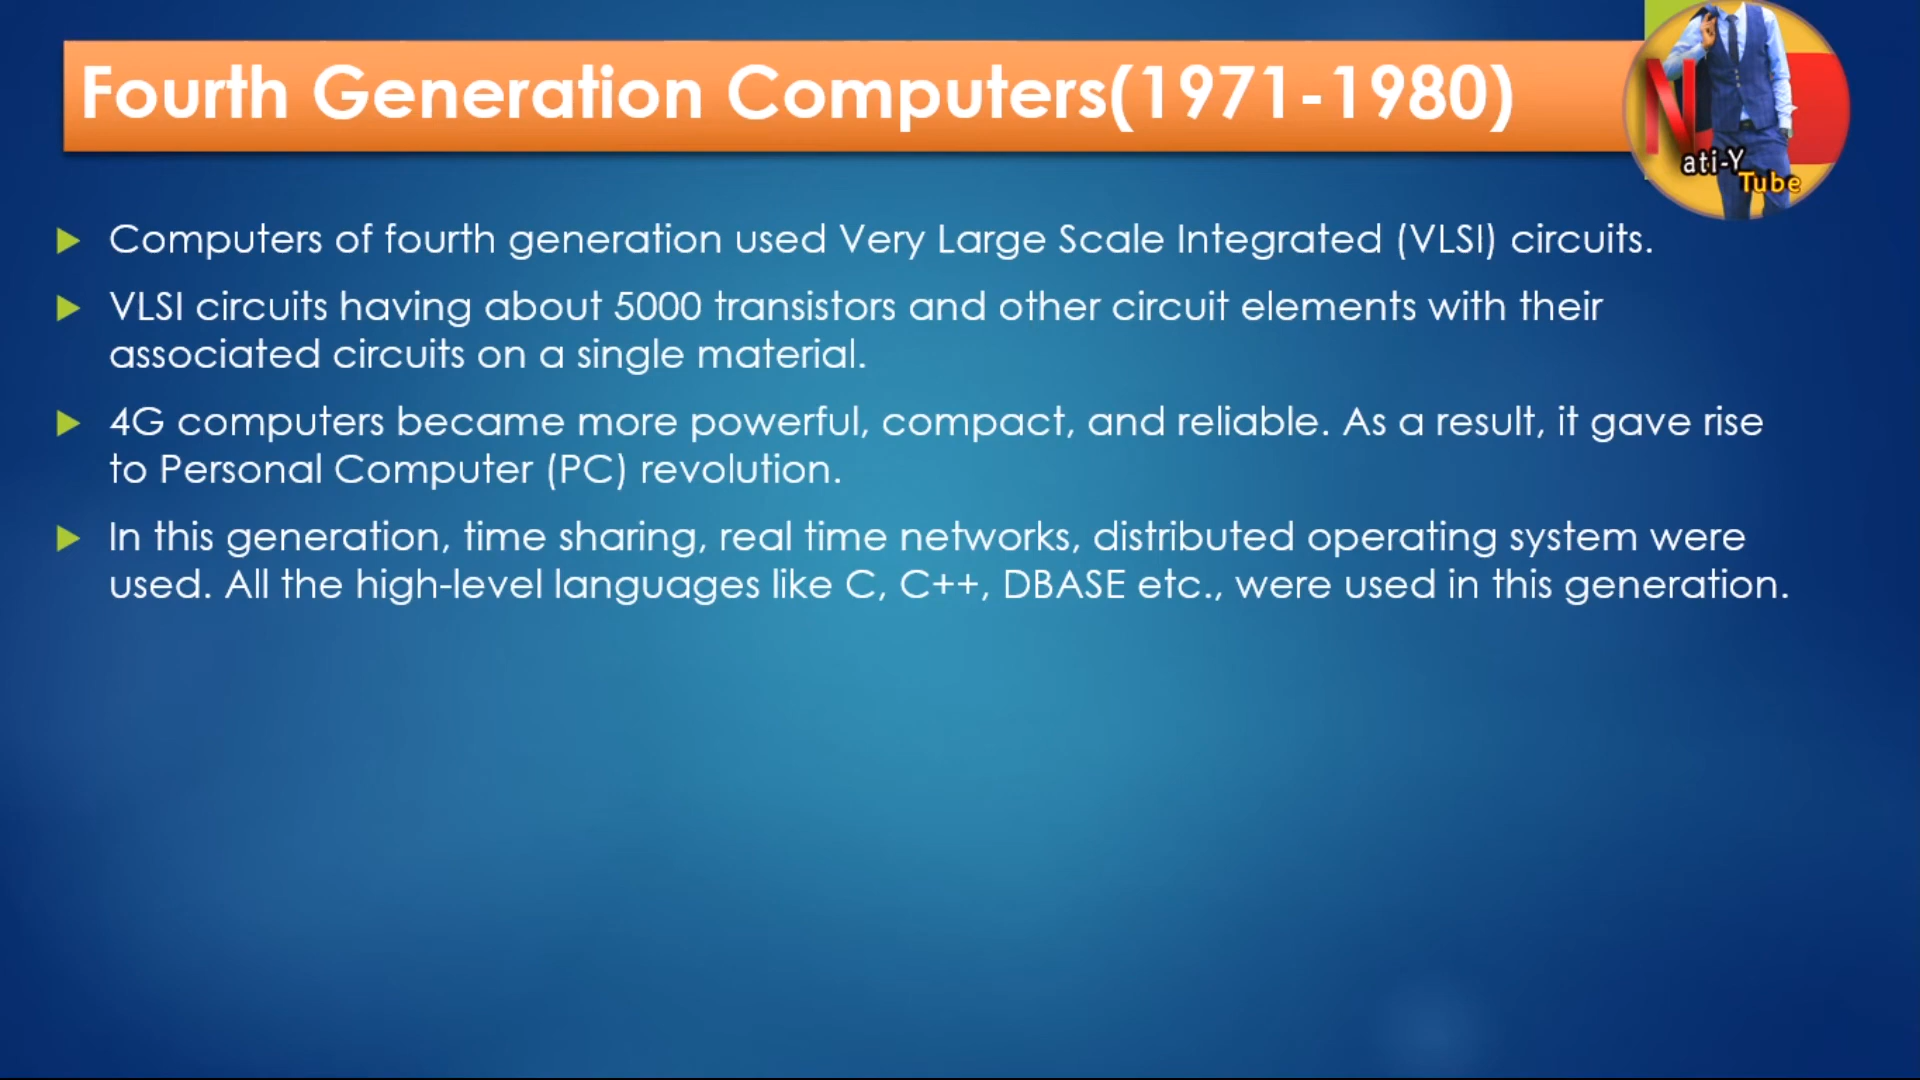 Fourth Generation Computers(1971-1980)
N
ati-Y
Tube
Computers of fourth generation used Very Large Scale Integrated (VLSI) circuits.
VLSI circuits having about 5000 transistors and other circuit elements with their
associated circuits on a single material.
4G computers became more powerful, compact, and reliable. As a result, it gave rise
to Personal Computer (PC) revolution.
In this generation, time sharing, real time networks, distributed operating system were
used. All the high-level languages like C, C++, DBASE etc., were used in this generation.